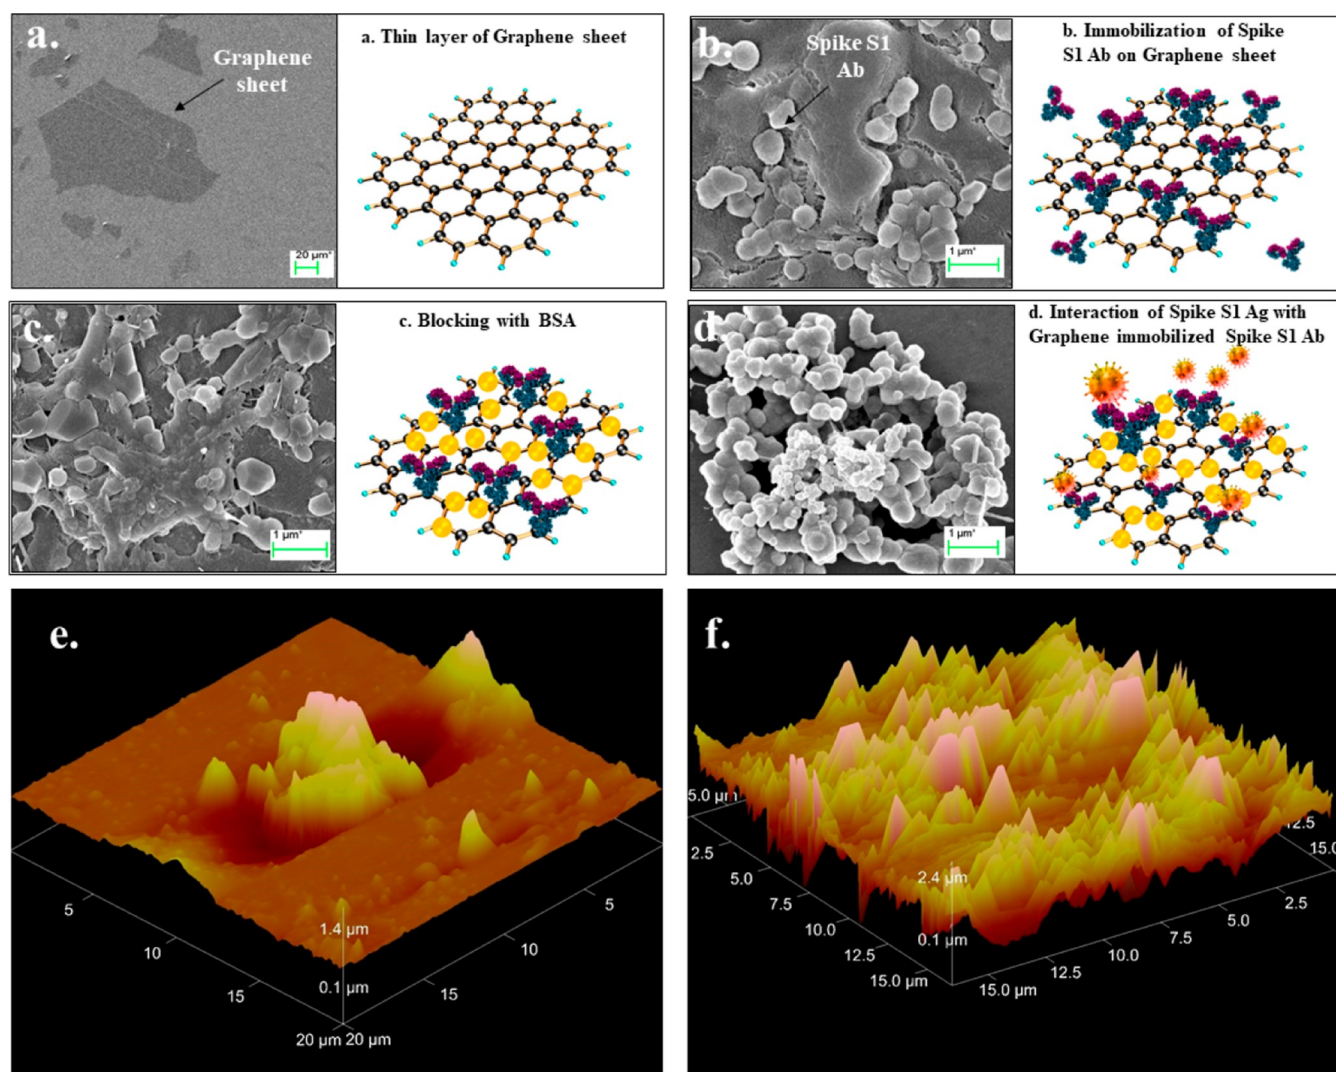 a.
Graphene
sheet
20 µm
a. Thin layer of Graphene sheet
b.
Spike S1
Ab
1 µm
b. Immobilization of Spike
S1 Ab on Graphene sheet
c.
1 µm
c. Blocking with BSA
d.
1 µm
d. Interaction of Spike S1 Ag with
Graphene immobilized Spike S1 Ab
e.
5
10
15
20 µm
20 µm
15
10
5
1.4 µm
0.1 µm
f.
5.0 µm
2.5
5.0
7.5
10.0
12.5
15.0 µm
15.0 µm
12.5
10.0
7.5
5.0
2.5
2.4 µm
0.1 µm
12.5
15.0